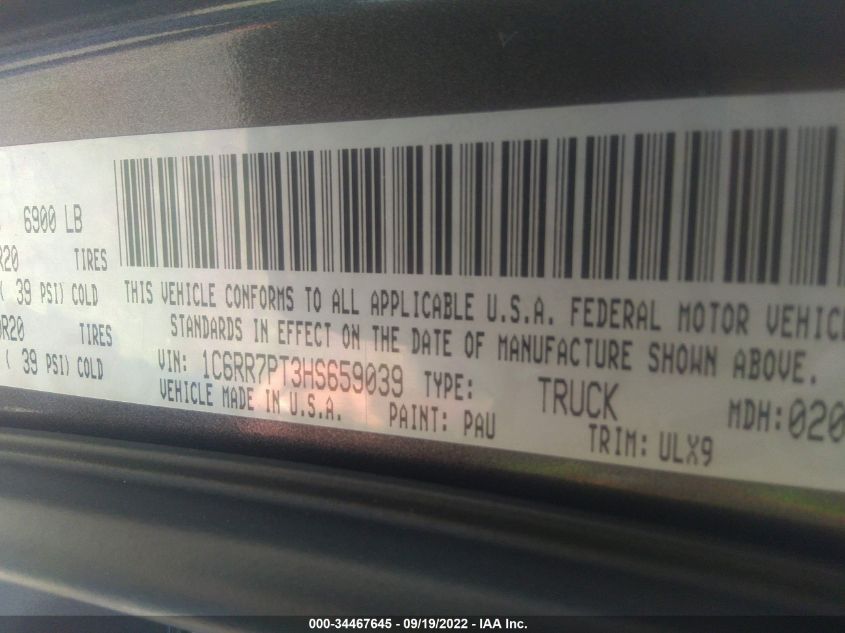 6900 LB
R20 TIRES
( 39 PSI) COLD
0R20 TIRES
( 39 PSI) COLD
THIS VEHICLE CONFORMS TO ALL APPLICABLE U.S.A. FEDERAL MOTOR VEHICL
STANDARDS IN EFFECT ON THE DATE OF MANUFACTURE SHOWN ABOVE.
VIN: 1C6RR7PT3HS659039 TYPE: TRUCK MDH:020
VEHICLE MADE IN U.S.A. PAINT: PAU TRIM: ULX9
000-34467645 - 09/19/2022 - IAA Inc.